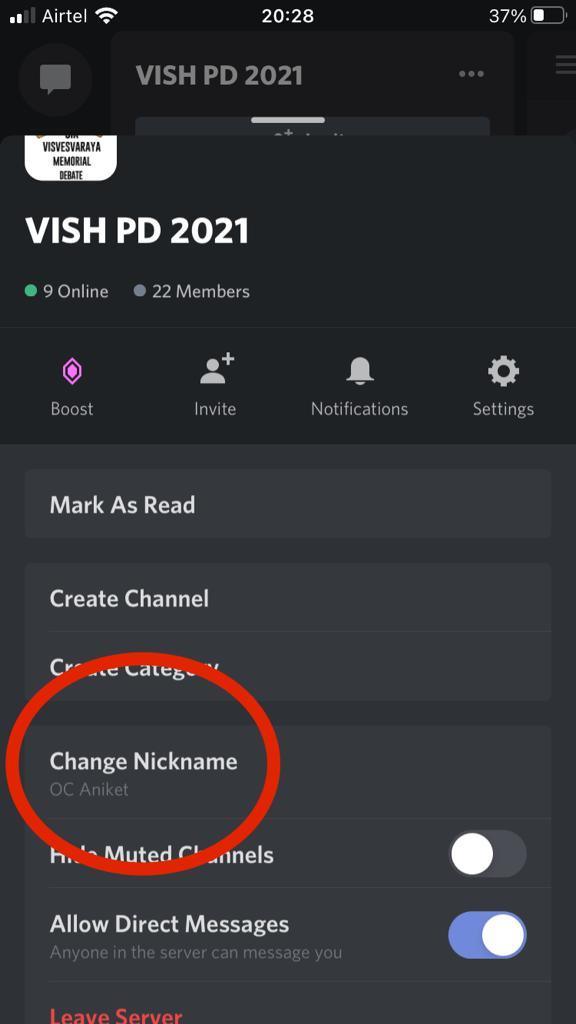 Airtel 20:28 37%
VISH PD 2021
VISVESVARAYA
MEMORIAL
DEBATE
VISH PD 2021
9 Online 22 Members
Boost Invite Notifications Settings
Mark As Read
Create Channel
Create Category
Change Nickname
OC Aniket
Hide Muted Channels
Allow Direct Messages
Anyone in the server can message you
Leave Server